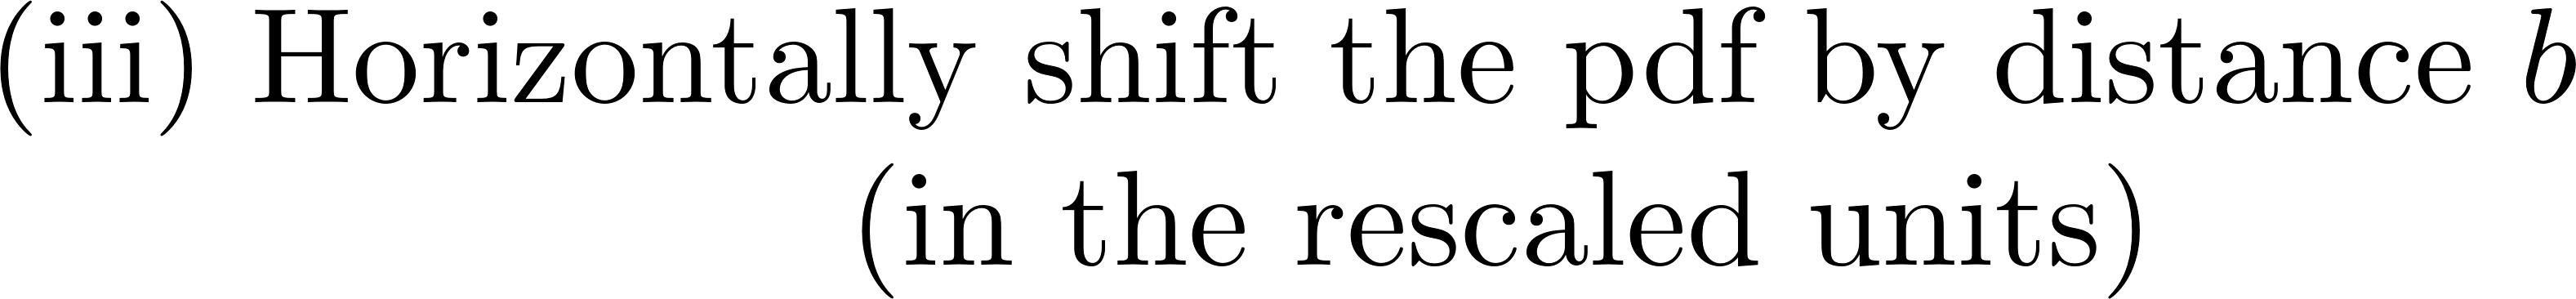 (iii) Horizontally shift the pdf by distance b
(in the rescaled units)